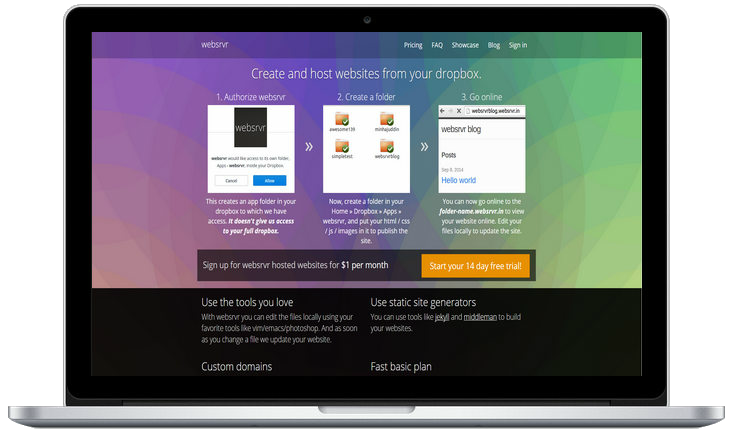 websrvr
Pricing FAQ Showcase Blog Sign in
Create and host websites from your dropbox.
1. Authorize websrvr
websrvr
websrvr would like access to its own folder,
Apps › websrvr, inside your Dropbox.
Cancel Allow
This creates an app folder in your
dropbox to which we have
access. It doesn't give us access
to your full dropbox.
»
2. Create a folder
awesome139 minhajuddin
simpletest websrvrblog
Now, create a folder in your
Home » Dropbox » Apps »
websrvr, and put your html / css
/ js / images in it to publish the
site.
»
3. Go online
websrvrblog.websrvr.in
websrvr blog
Posts
Sep 8, 2014
Hello world
You can now go online to the
folder-name.websrvr.in to view
your website online. Edit your
files locally to update the site.
Sign up for websrvr hosted websites for $1 per month
Start your 14 day free trial!
Use the tools you love
With websrvr you can edit the files locally using your
favorite tools like vim/emacs/photoshop. And as soon
as you change a file we update your website.
Use static site generators
You can use tools like jekyll and middleman to build
your websites.
Custom domains
Fast basic plan